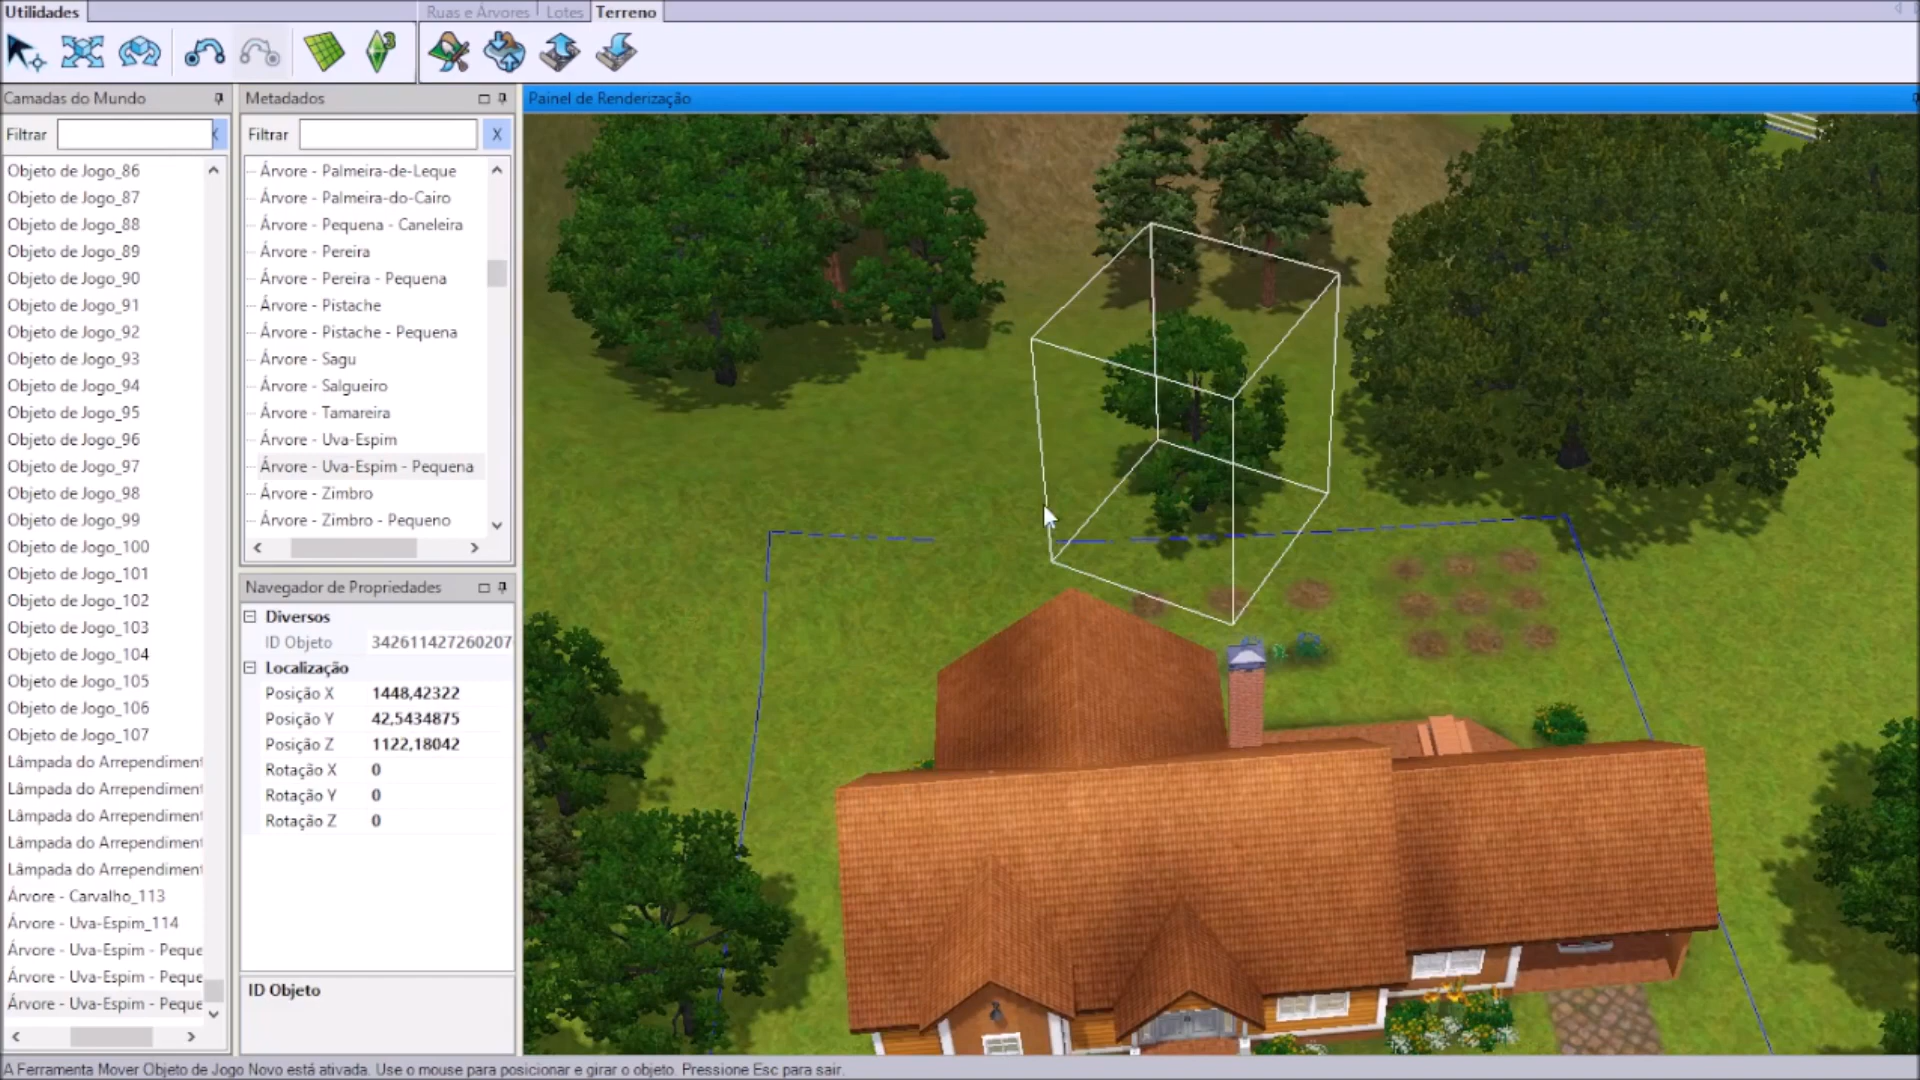 Utilidades
Ruas e Árvores
Lotes
Terreno
Camadas do Mundo
Metadados
Painel de Renderização
Filtrar
Filtrar
X
Objeto de Jogo_86
Objeto de Jogo_87
Objeto de Jogo_88
Objeto de Jogo_89
Objeto de Jogo_90
Objeto de Jogo_91
Objeto de Jogo_92
Objeto de Jogo_93
Objeto de Jogo_94
Objeto de Jogo_95
Objeto de Jogo_96
Objeto de Jogo_97
Objeto de Jogo_98
Objeto de Jogo_99
Objeto de Jogo_100
Objeto de Jogo_101
Objeto de Jogo_102
Objeto de Jogo_103
Objeto de Jogo_104
Objeto de Jogo_105
Objeto de Jogo_106
Objeto de Jogo_107
Lâmpada do Arrependiment
Lâmpada do Arrependiment
Lâmpada do Arrependiment
Lâmpada do Arrependiment
Lâmpada do Arrependiment
Árvore - Carvalho_113
Árvore - Uva-Espim_114
Árvore - Uva-Espim - Peque
Árvore - Uva-Espim - Peque
Árvore - Uva-Espim - Peque
Árvore - Palmeira-de-Leque
Árvore - Palmeira-do-Cairo
Árvore - Pequena - Caneleira
Árvore - Pereira
Árvore - Pereira - Pequena
Árvore - Pistache
Árvore - Pistache - Pequena
Árvore - Sagu
Árvore - Salgueiro
Árvore - Tamareira
Árvore - Uva-Espim
Árvore - Uva-Espim - Pequena
Árvore - Zimbro
Árvore - Zimbro - Pequeno
Navegador de Propriedades
Diversos
ID Objeto 342611427260207
Localização
Posição X 1448,42322
Posição Y 42,5434875
Posição Z 1122,18042
Rotação X 0
Rotação Y 0
Rotação Z 0
ID Objeto
A Ferramenta Mover Objeto de Jogo Novo está ativada. Use o mouse para posicionar e girar o objeto. Pressione Esc para sair.